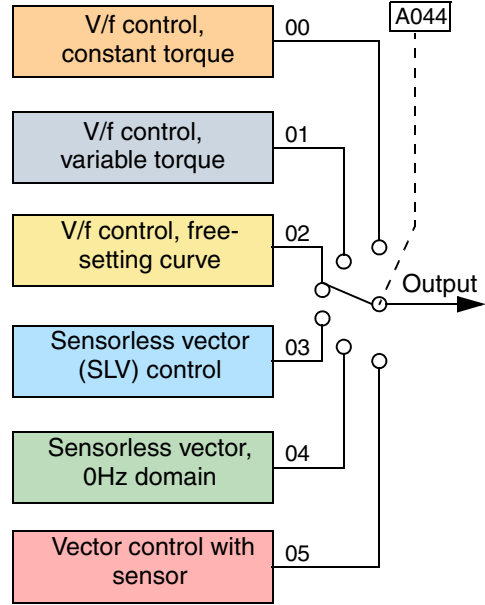 V/f control,
constant torque
00
A044
V/f control,
variable torque
01
V/f control, free-
setting curve
02
Output
Sensorless vector
(SLV) control
03
Sensorless vector,
0Hz domain
04
Vector control with
sensor
05